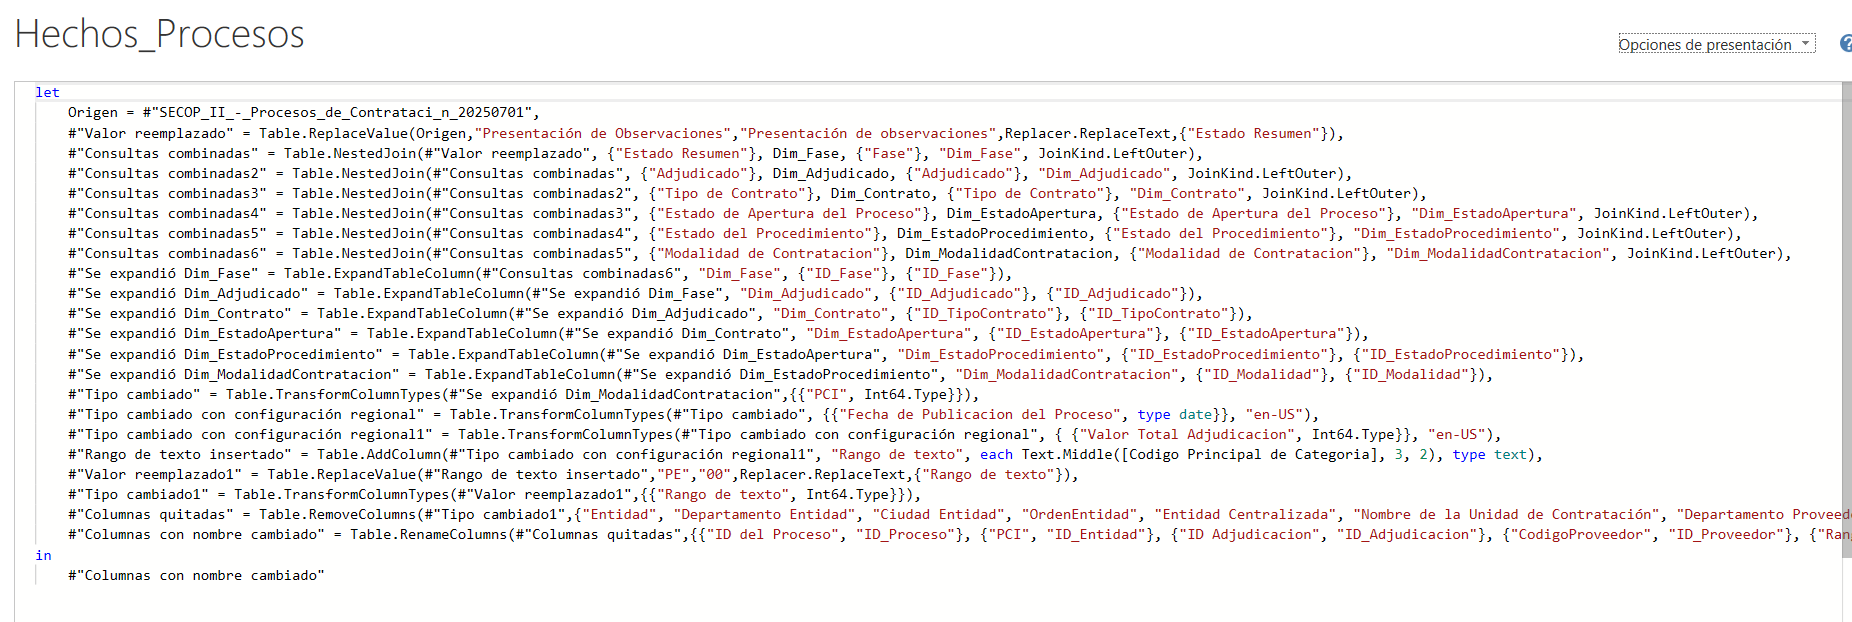 Hechos_Procesos
Opciones de presentación
?
let
Origen = #"SECOP_II_-_Procesos_de_Contrataci_n_20250701",
#"Valor reemplazado" = Table.ReplaceValue(Origen,"Presentación de Observaciones","Presentación de observaciones",Replacer.ReplaceText,{"Estado Resumen"}),
#"Consultas combinadas" = Table.NestedJoin(#"Valor reemplazado", {"Estado Resumen"}, Dim_Fase, {"Fase"}, "Dim_Fase", JoinKind.LeftOuter),
#"Consultas combinadas2" = Table.NestedJoin(#"Consultas combinadas", {"Adjudicado"}, Dim_Adjudicado, {"Adjudicado"}, "Dim_Adjudicado", JoinKind.LeftOuter),
#"Consultas combinadas3" = Table.NestedJoin(#"Consultas combinadas2", {"Tipo de Contrato"}, Dim_Contrato, {"Tipo de Contrato"}, "Dim_Contrato", JoinKind.LeftOuter),
#"Consultas combinadas4" = Table.NestedJoin(#"Consultas combinadas3", {"Estado de Apertura del Proceso"}, Dim_EstadoApertura, {"Estado de Apertura del Proceso"}, "Dim_EstadoApertura", JoinKind.LeftOuter),
#"Consultas combinadas5" = Table.NestedJoin(#"Consultas combinadas4", {"Estado del Procedimiento"}, Dim_EstadoProcedimiento, {"Estado del Procedimiento"}, "Dim_EstadoProcedimiento", JoinKind.LeftOuter),
#"Consultas combinadas6" = Table.NestedJoin(#"Consultas combinadas5", {"Modalidad de Contratacion"}, Dim_ModalidadContratacion, {"Modalidad de Contratacion"}, "Dim_ModalidadContratacion", JoinKind.LeftOuter),
#"Se expandió Dim_Fase" = Table.ExpandTableColumn(#"Consultas combinadas6", "Dim_Fase", {"ID_Fase"}, {"ID_Fase"}),
#"Se expandió Dim_Adjudicado" = Table.ExpandTableColumn(#"Se expandió Dim_Fase", "Dim_Adjudicado", {"ID_Adjudicado"}, {"ID_Adjudicado"}),
#"Se expandió Dim_Contrato" = Table.ExpandTableColumn(#"Se expandió Dim_Adjudicado", "Dim_Contrato", {"ID_TipoContrato"}, {"ID_TipoContrato"}),
#"Se expandió Dim_EstadoApertura" = Table.ExpandTableColumn(#"Se expandió Dim_Contrato", "Dim_EstadoApertura", {"ID_EstadoApertura"}, {"ID_EstadoApertura"}),
#"Se expandió Dim_EstadoProcedimiento" = Table.ExpandTableColumn(#"Se expandió Dim_EstadoApertura", "Dim_EstadoProcedimiento", {"ID_EstadoProcedimiento"}, {"ID_EstadoProcedimiento"}),
#"Se expandió Dim_ModalidadContratacion" = Table.ExpandTableColumn(#"Se expandió Dim_EstadoProcedimiento", "Dim_ModalidadContratacion", {"ID_Modalidad"}, {"ID_Modalidad"}),
#"Tipo cambiado" = Table.TransformColumnTypes(#"Se expandió Dim_ModalidadContratacion",{{"PCI", Int64.Type}}),
#"Tipo cambiado con configuración regional" = Table.TransformColumnTypes(#"Tipo cambiado", {{"Fecha de Publicacion del Proceso", type date}}, "en-US"),
#"Tipo cambiado con configuración regional1" = Table.TransformColumnTypes(#"Tipo cambiado con configuración regional", { {"Valor Total Adjudicacion", Int64.Type}}, "en-US"),
#"Rango de texto insertado" = Table.AddColumn(#"Tipo cambiado con configuración regional1", "Rango de texto", each Text.Middle([Codigo Principal de Categoria], 3, 2), type text),
#"Valor reemplazado1" = Table.ReplaceValue(#"Rango de texto insertado","PE","00",Replacer.ReplaceText,{"Rango de texto"}),
#"Tipo cambiado1" = Table.TransformColumnTypes(#"Valor reemplazado1",{{"Rango de texto", Int64.Type}}),
#"Columnas quitadas" = Table.RemoveColumns(#"Tipo cambiado1",{"Entidad", "Departamento Entidad", "Ciudad Entidad", "OrdenEntidad", "Entidad Centralizada", "Nombre de la Unidad de Contratación", "Departamento Proveed
#"Columnas con nombre cambiado" = Table.RenameColumns(#"Columnas quitadas",{{"ID del Proceso", "ID_Proceso"}, {"PCI", "ID_Entidad"}, {"ID Adjudicacion", "ID_Adjudicacion"}, {"CodigoProveedor", "ID_Proveedor"}, {"Ran
in
#"Columnas con nombre cambiado"